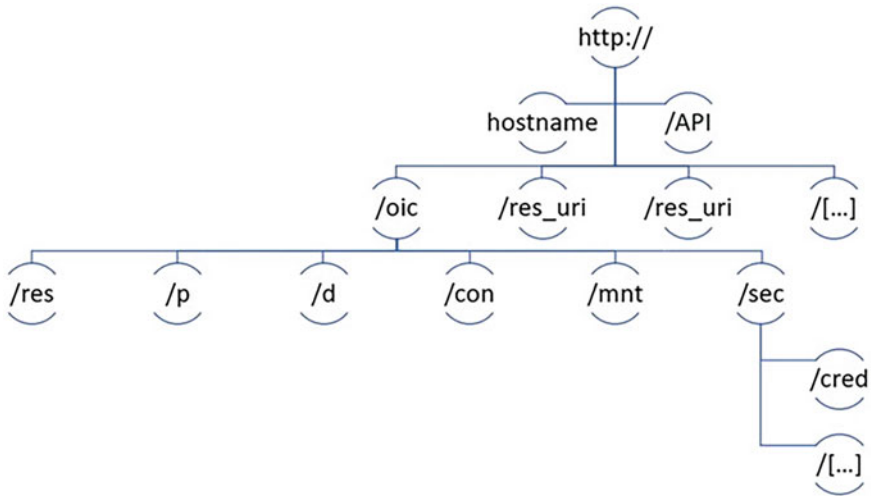 http://
hostname
/API
/oic
/res_uri
/res_uri
/[...]
/res
/p
/d
/con
/mnt
/sec
/cred
/[...]